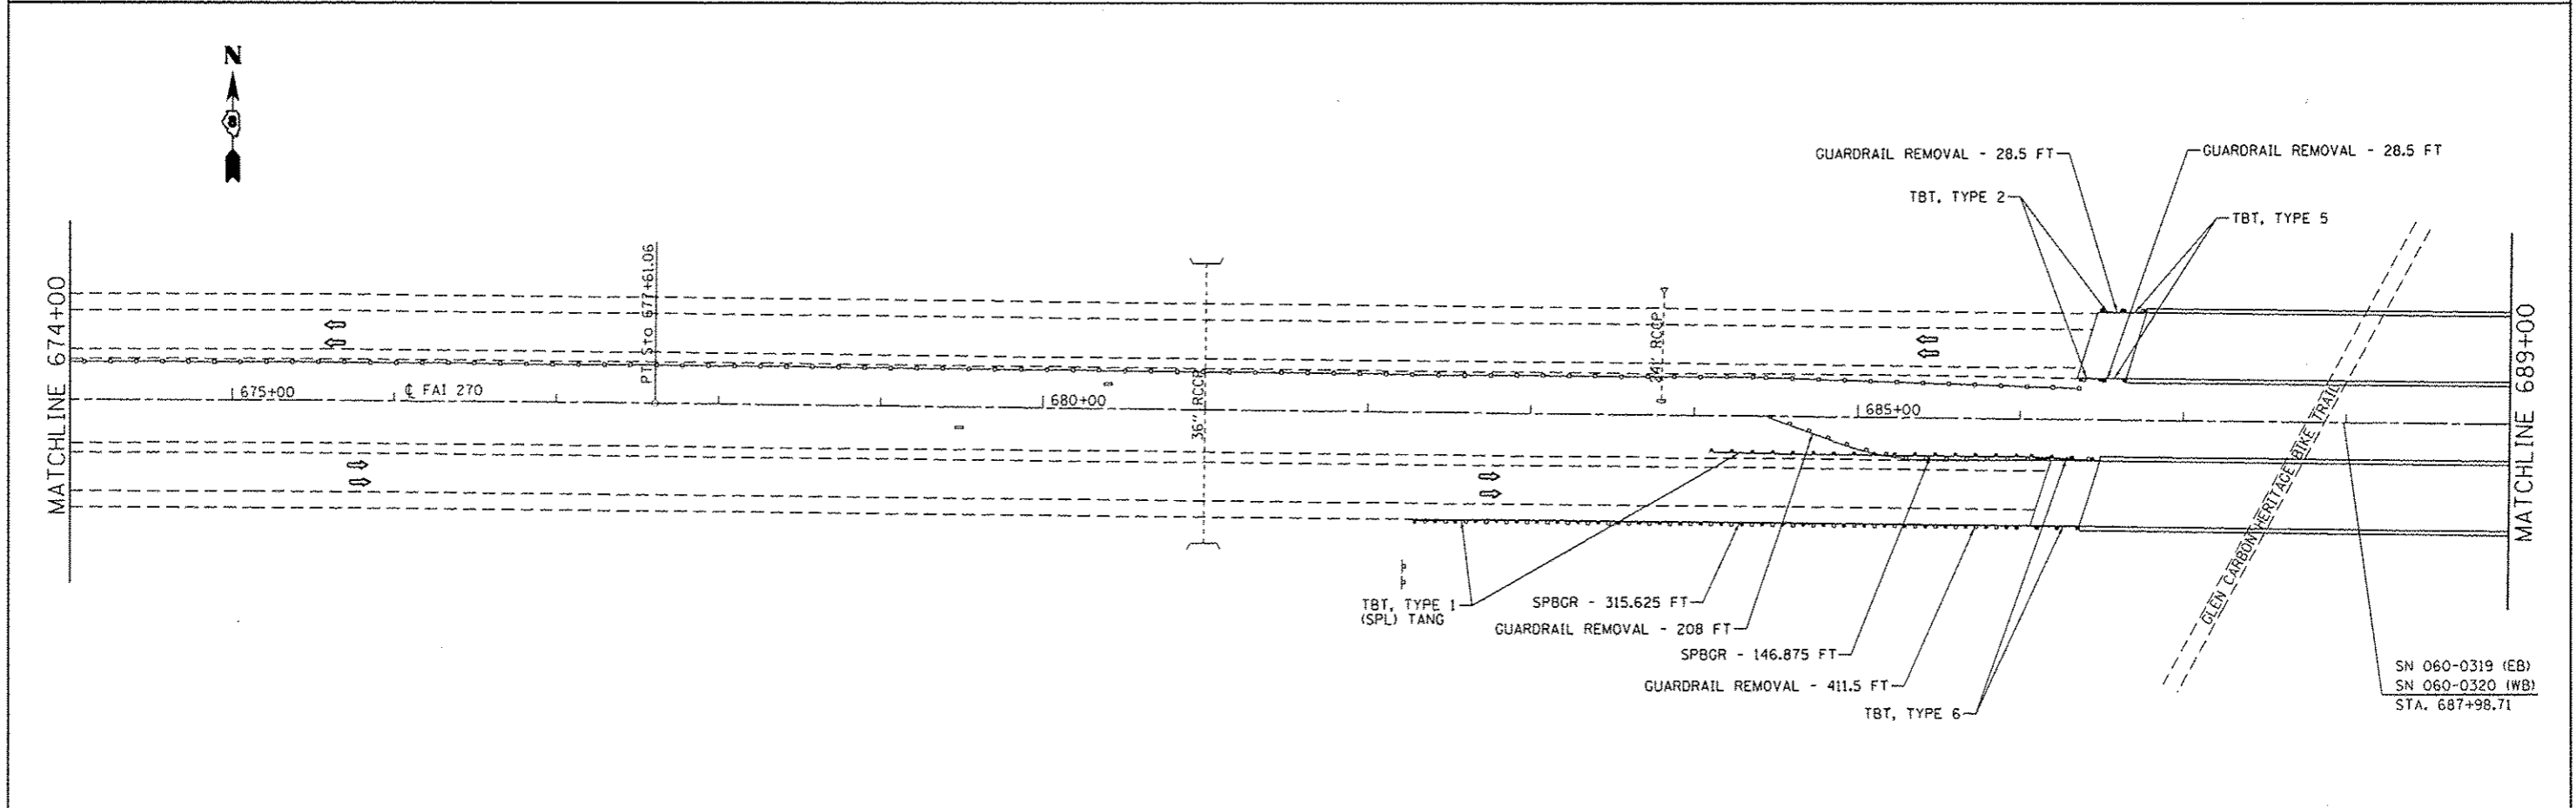 N
8
GUARDRAIL REMOVAL - 28.5 FT
GUARDRAIL REMOVAL - 28.5 FT
TBT, TYPE 2
TBT, TYPE 5
MATCHLINE 674+00
PT Sta 677+61.06
36" RCCP
24" RCCP
675+00
℄ FAI 270
680+00
685+00
GLEN CARBON HERITAGE BIKE TRAIL
MATCHLINE 689+00
TBT, TYPE 1
(SPL) TANG
SPBGR - 315.625 FT
GUARDRAIL REMOVAL - 208 FT
SPBGR - 146.875 FT
GUARDRAIL REMOVAL - 411.5 FT
TBT, TYPE 6
SN 060-0319 (EB)
SN 060-0320 (WB)
STA. 687+98.71